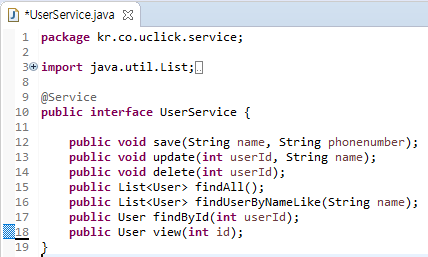 *UserService.java
1 package kr.co.uclick.service;
2
3 import java.util.List;
8
9 @Service
10 public interface UserService {
11
12 public void save(String name, String phonenumber);
13 public void update(int userId, String name);
14 public void delete(int userId);
15 public List<User> findAll();
16 public List<User> findUserByNameLike(String name);
17 public User findById(int userId);
18 public User view(int id);
19 }